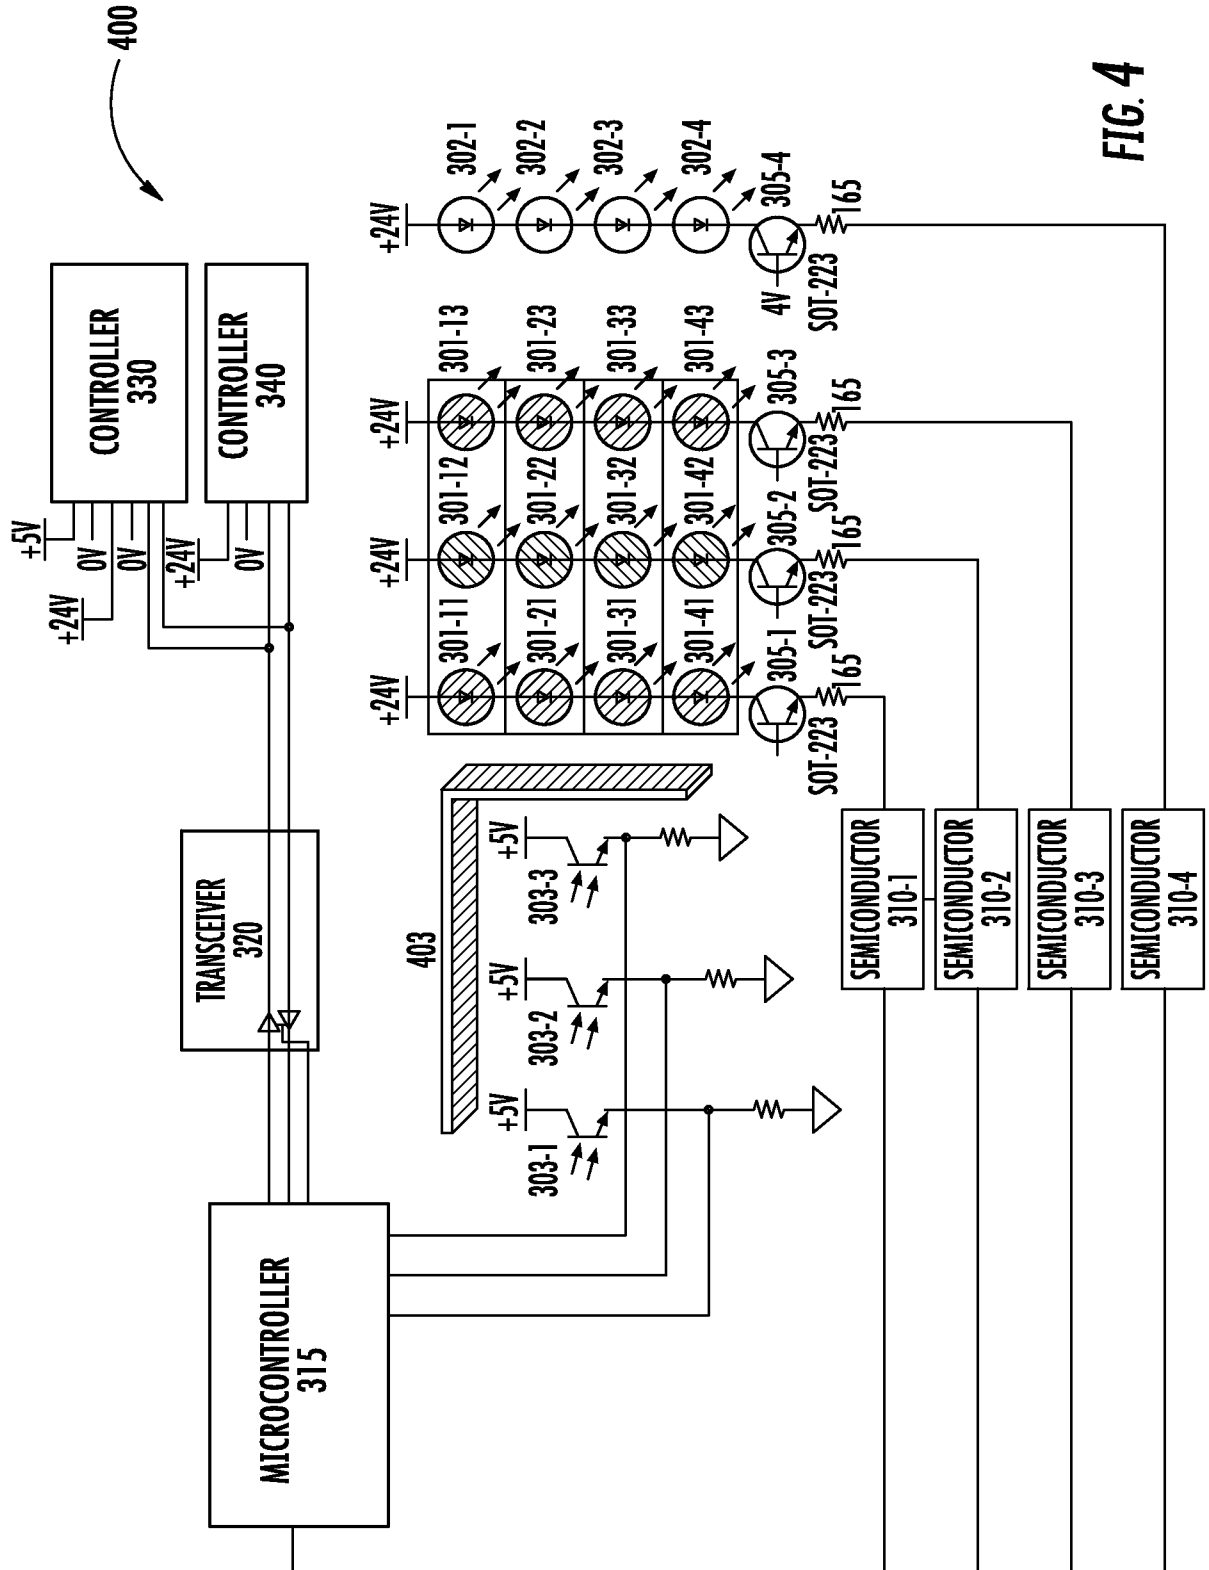 400
CONTROLLER
330
CONTROLLER
340
+5V
0V
+24V
0V
+24V
0V
TRANSCEIVER
320
MICROCONTROLLER
315
+24V
302-1
302-2
302-3
302-4
305-4
4V
SOT-223
165
+24V
301-13
301-23
301-33
301-43
305-3
SOT-223
165
+24V
301-12
301-22
301-32
301-42
305-2
SOT-223
165
+24V
301-11
301-21
301-31
301-41
305-1
SOT-223
165
403
+5V
303-3
+5V
303-2
+5V
303-1
SEMICONDUCTOR
310-1
SEMICONDUCTOR
310-2
SEMICONDUCTOR
310-3
SEMICONDUCTOR
310-4
FIG. 4